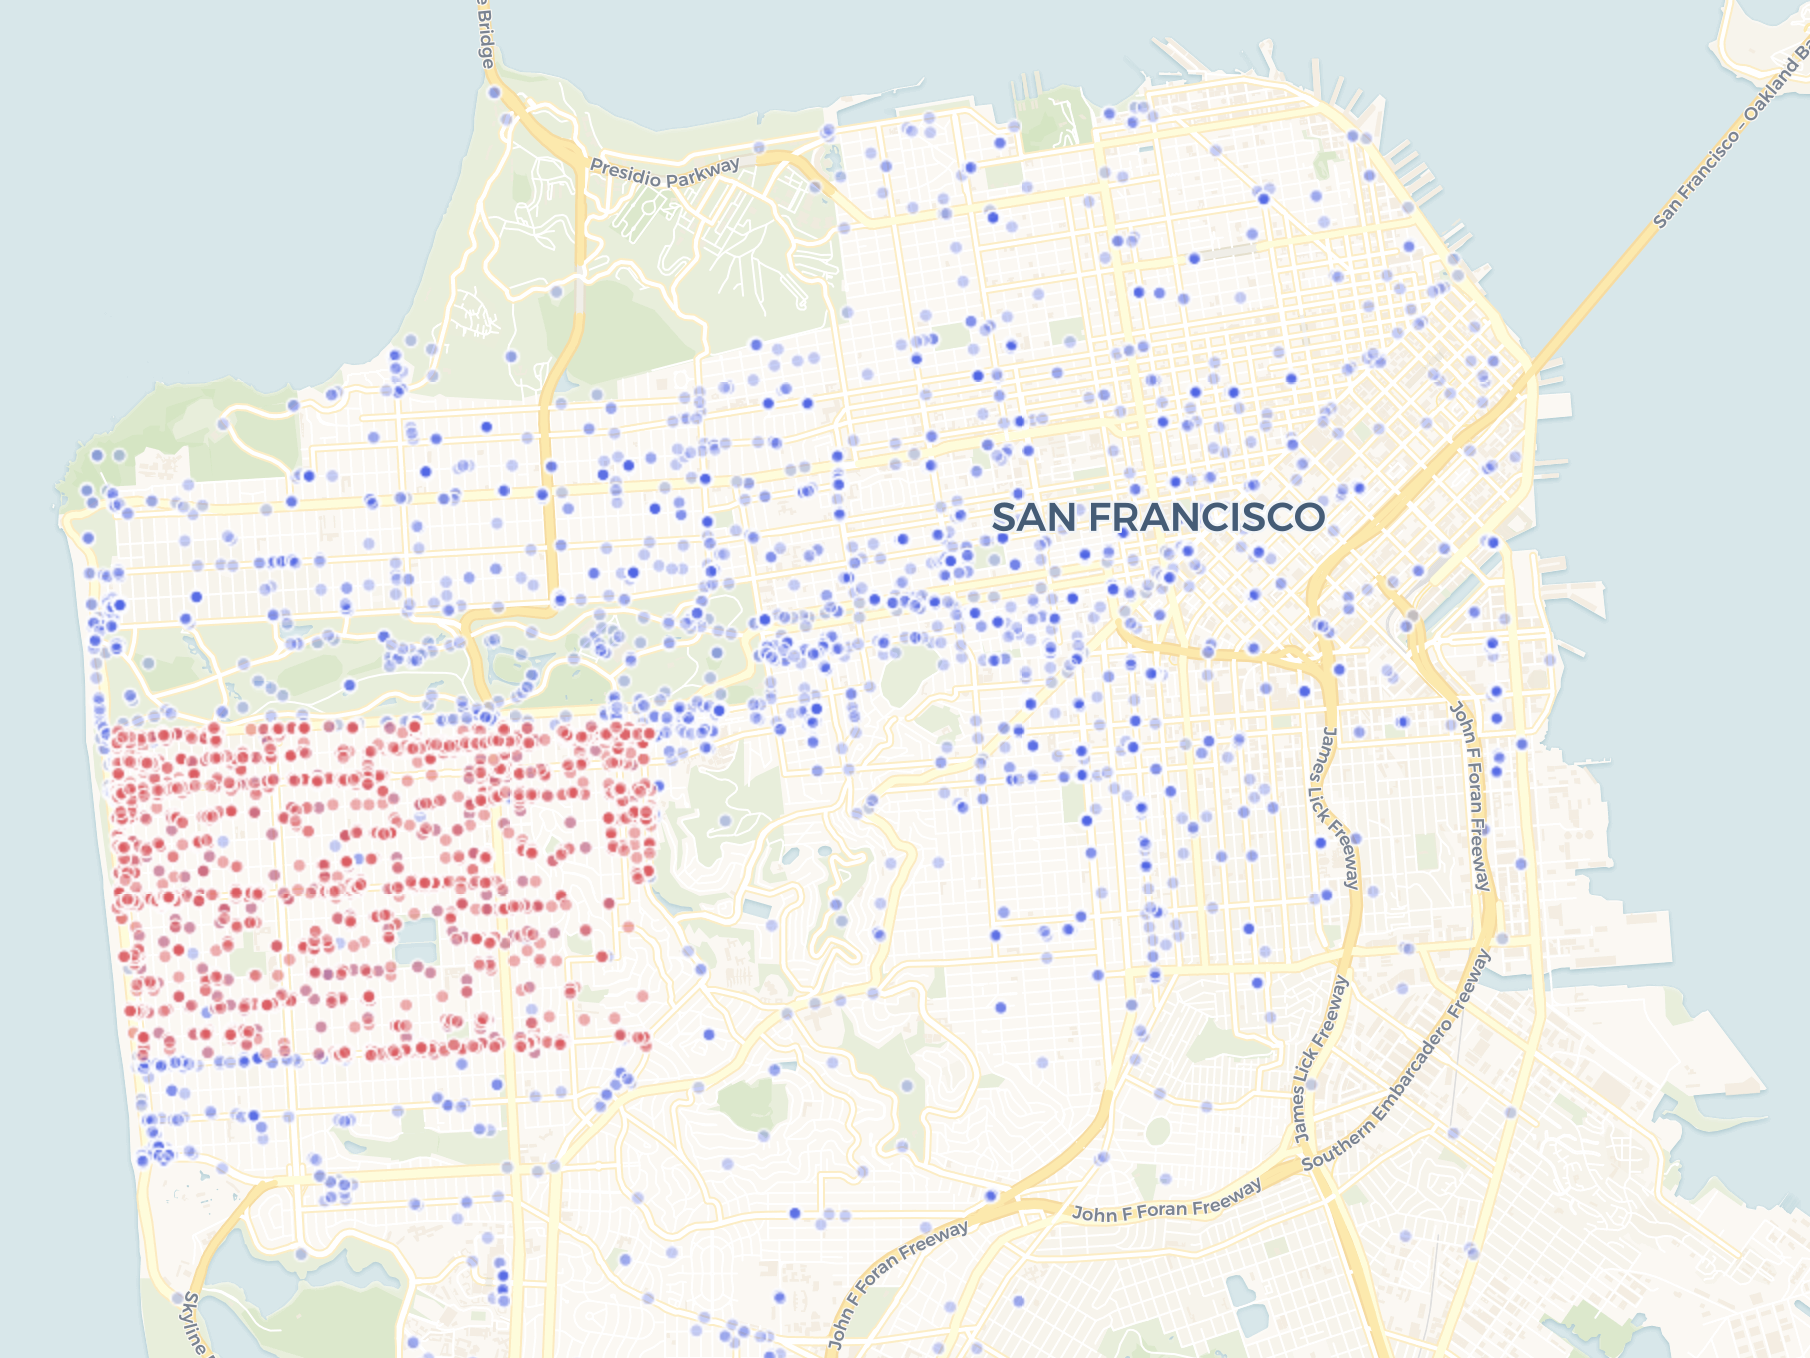 Bridge
Presidio Parkway
San Francisco - Oakland Ba
SAN FRANCISCO
James Lick Freeway
John F Foran Freeway
James Lick Freeway
Southern Embarcadero Freeway
John F Foran Freeway
John F Foran Freeway
Skyline